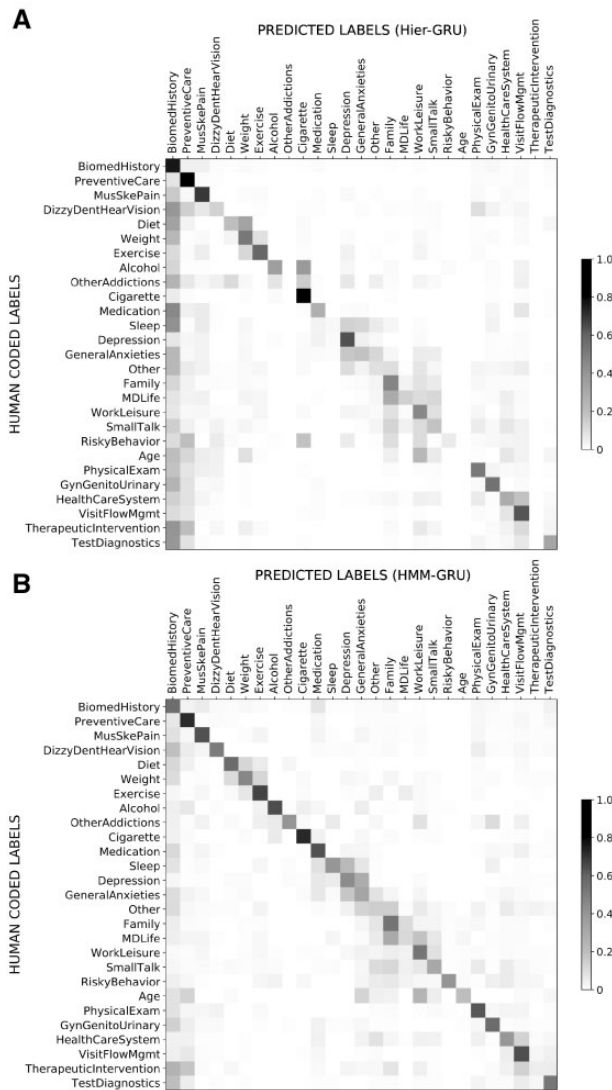 A
PREDICTED LABELS (Hier-GRU)
BiomedHistory
PreventiveCare
MusSkePain
DizzyDentHearVision
Diet
Weight
Exercise
Alcohol
OtherAddictions
Cigarette
Medication
Sleep
Depression
GeneralAnxieties
Other
Family
MDLife
WorkLeisure
SmallTalk
RiskyBehavior
Age
PhysicalExam
GynGenitoUrinary
HealthCareSystem
VisitFlowMgmt
TherapeuticIntervention
TestDiagnostics
HUMAN CODED LABELS
BiomedHistory
PreventiveCare
MusSkePain
DizzyDentHearVision
Diet
Weight
Exercise
Alcohol
OtherAddictions
Cigarette
Medication
Sleep
Depression
GeneralAnxieties
Other
Family
MDLife
WorkLeisure
SmallTalk
RiskyBehavior
Age
PhysicalExam
GynGenitoUrinary
HealthCareSystem
VisitFlowMgmt
TherapeuticIntervention
TestDiagnostics
1.0
0.8
0.6
0.4
0.2
0
B
PREDICTED LABELS (HMM-GRU)
BiomedHistory
PreventiveCare
MusSkePain
DizzyDentHearVision
Diet
Weight
Exercise
Alcohol
OtherAddictions
Cigarette
Medication
Sleep
Depression
GeneralAnxieties
Other
Family
MDLife
WorkLeisure
SmallTalk
RiskyBehavior
Age
PhysicalExam
GynGenitoUrinary
HealthCareSystem
VisitFlowMgmt
TherapeuticIntervention
TestDiagnostics
HUMAN CODED LABELS
BiomedHistory
PreventiveCare
MusSkePain
DizzyDentHearVision
Diet
Weight
Exercise
Alcohol
OtherAddictions
Cigarette
Medication
Sleep
Depression
GeneralAnxieties
Other
Family
MDLife
WorkLeisure
SmallTalk
RiskyBehavior
Age
PhysicalExam
GynGenitoUrinary
HealthCareSystem
VisitFlowMgmt
TherapeuticIntervention
TestDiagnostics
1.0
0.8
0.6
0.4
0.2
0